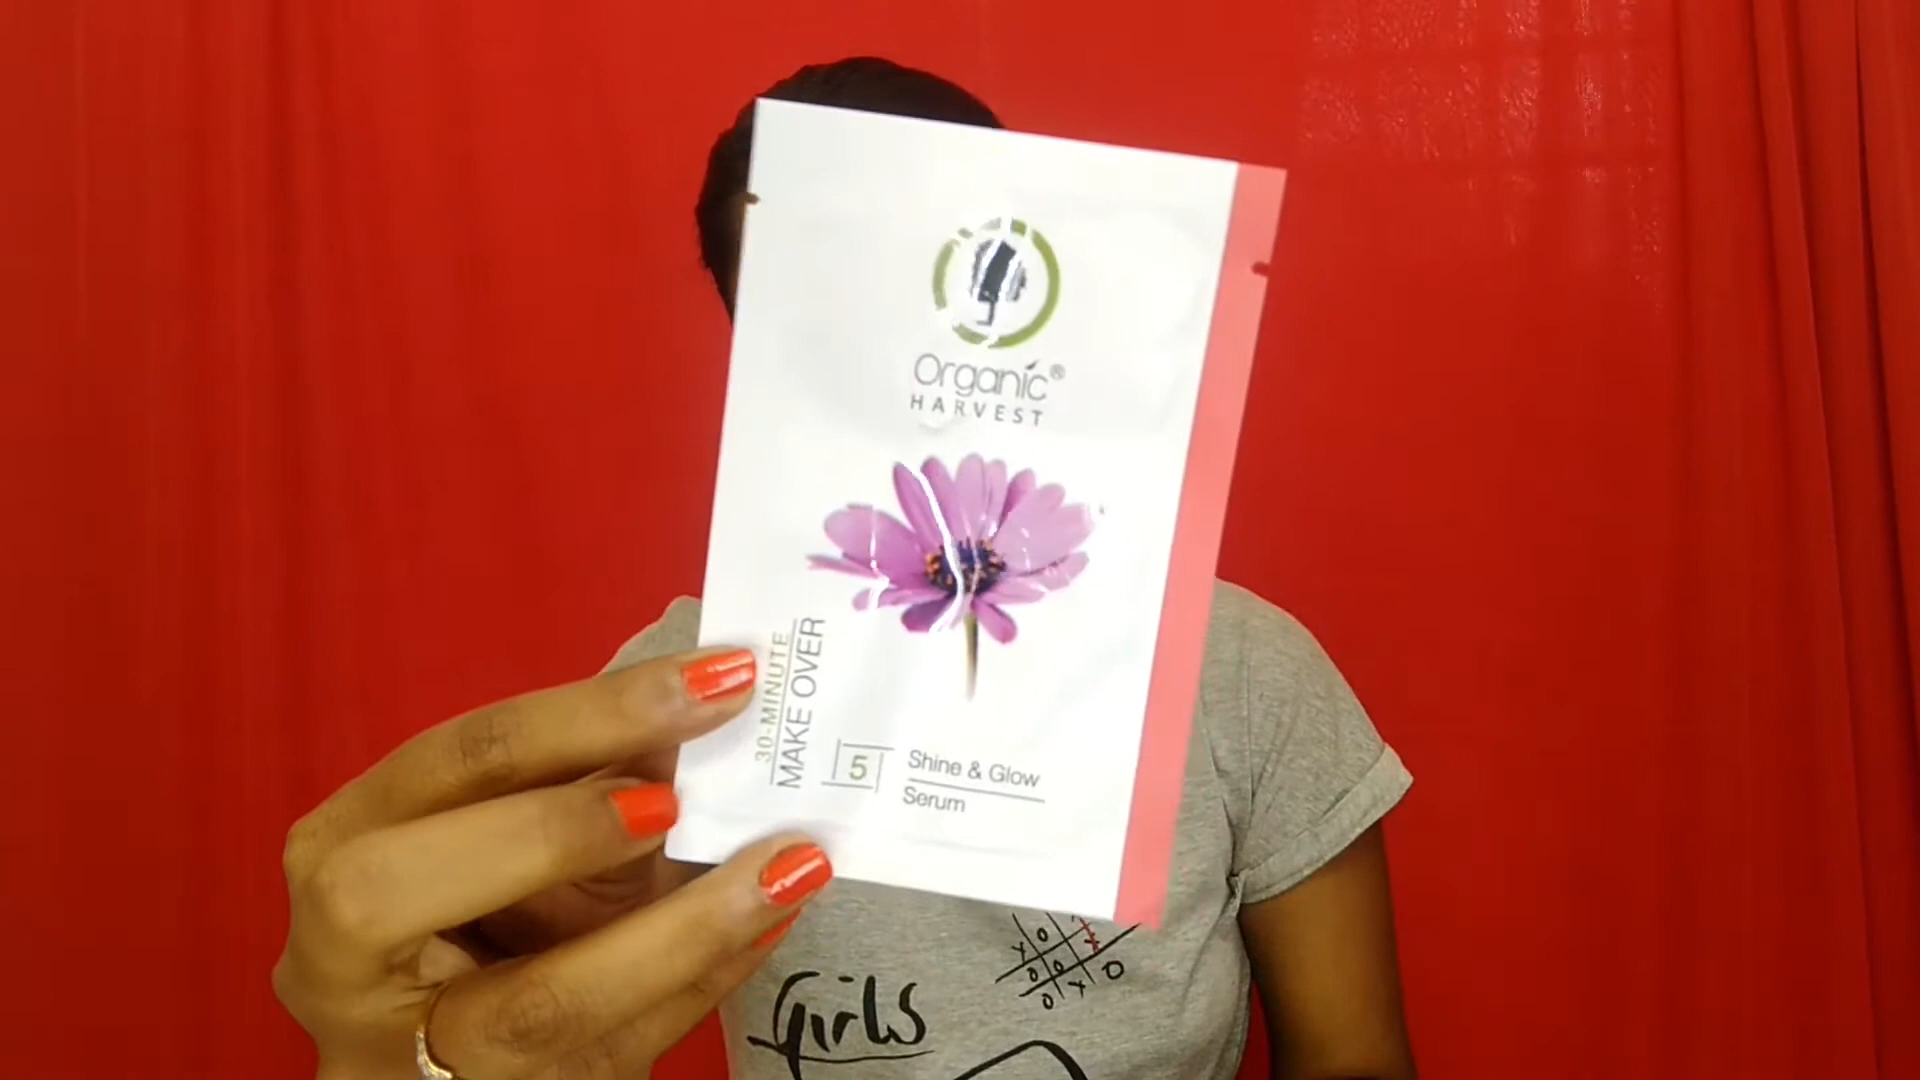 Organic®
HARVEST
30-MINUTE
MAKE OVER
5
Shine & Glow
Serum
Girls